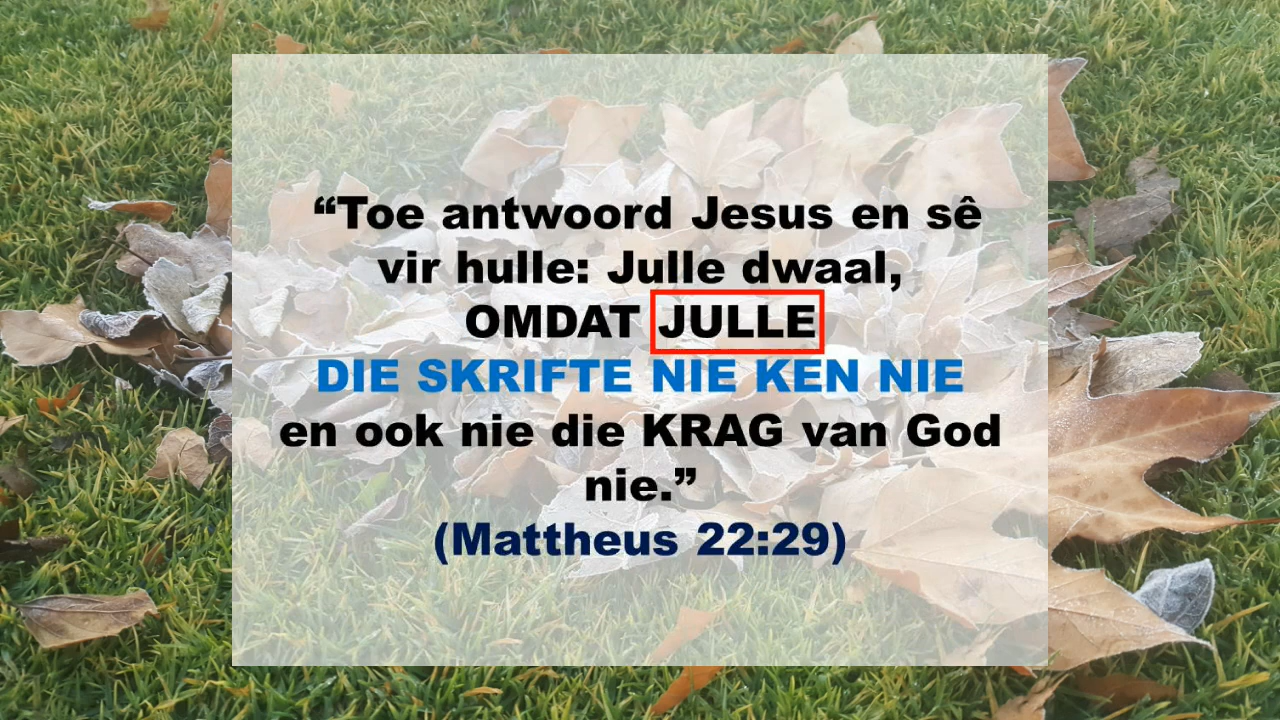 “Toe antwoord Jesus en sê
vir hulle: Julle dwaal,
OMDAT JULLE
DIE SKRIFTE NIE KEN NIE
en ook nie die KRAG van God
nie.”
(Mattheus 22:29)